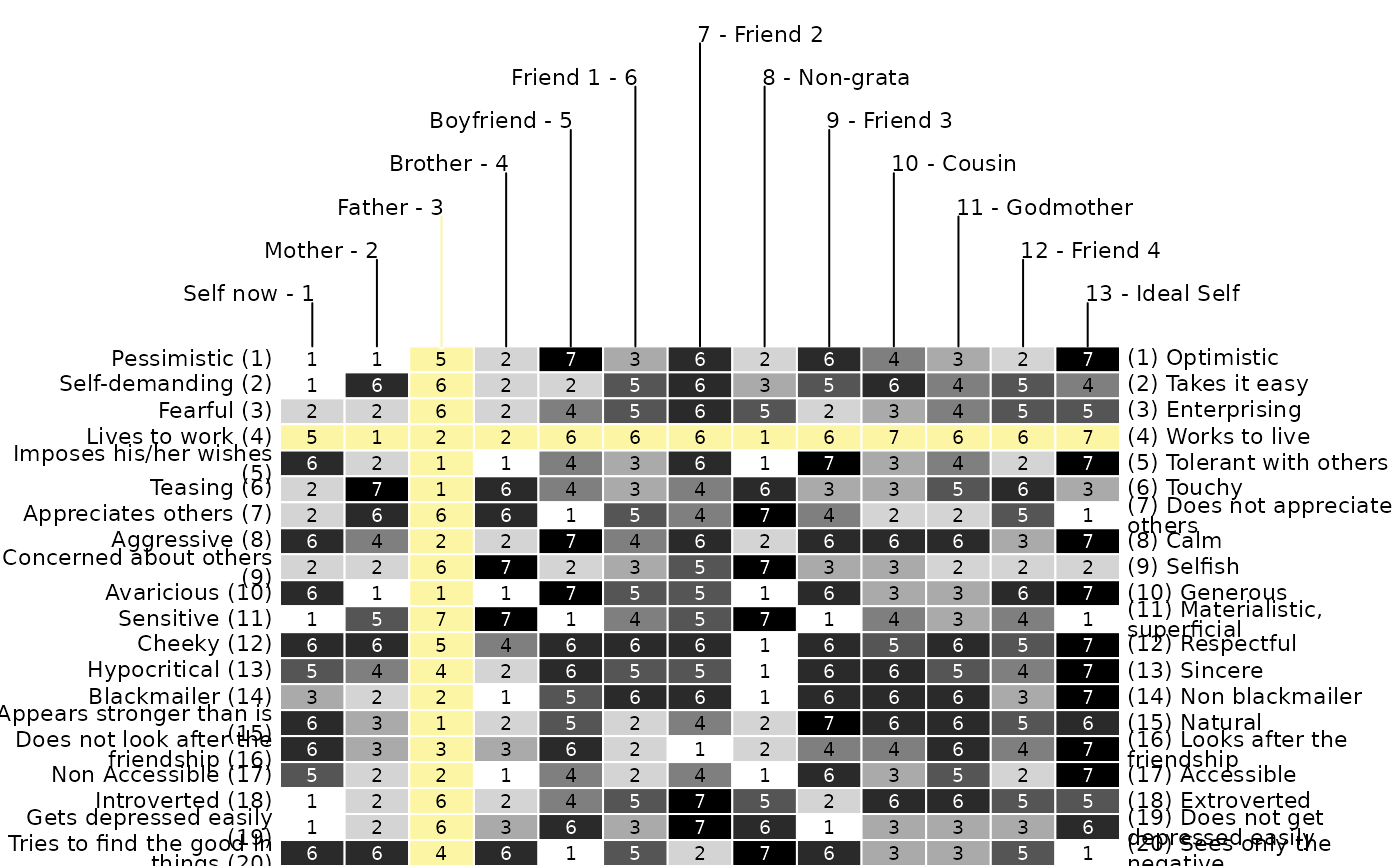 7 - Friend 2
Friend 1 - 6
8 - Non-grata
Boyfriend - 5
9 - Friend 3
Brother - 4
10 - Cousin
Father - 3
11 - Godmother
Mother - 2
12 - Friend 4
Self now - 1
13 - Ideal Self
Pessimistic (1) 1 1 5 2 7 3 6 2 6 4 3 2 7 (1) Optimistic
Self-demanding (2) 1 6 6 2 2 5 6 3 5 6 4 5 4 (2) Takes it easy
Fearful (3) 2 2 6 2 4 5 6 5 2 3 4 5 5 (3) Enterprising
Lives to work (4) 5 1 2 2 6 6 6 1 6 7 6 6 7 (4) Works to live
Imposes his/her wishes
(5) 6 2 1 1 4 3 6 1 7 3 4 2 7 (5) Tolerant with others
Teasing (6) 2 7 1 6 4 3 4 6 3 3 5 6 3 (6) Touchy
Appreciates others (7) 2 6 6 6 1 5 4 7 4 2 2 5 1 (7) Does not appreciate
others
Aggressive (8) 6 4 2 2 7 4 6 2 6 6 6 3 7 (8) Calm
Concerned about others
(9) 2 2 6 7 2 3 5 7 3 3 2 2 2 (9) Selfish
Avaricious (10) 6 1 1 1 7 5 5 1 6 3 3 6 7 (10) Generous
Sensitive (11) 1 5 7 7 1 4 5 7 1 4 3 4 1 (11) Materialistic,
superficial
Cheeky (12) 6 6 5 4 6 6 6 1 6 5 6 5 7 (12) Respectful
Hypocritical (13) 5 4 4 2 6 5 5 1 6 6 5 4 7 (13) Sincere
Blackmailer (14) 3 2 2 1 5 6 6 1 6 6 6 3 7 (14) Non blackmailer
Appears stronger than is
(15) 6 3 1 2 5 2 4 2 7 6 6 5 6 (15) Natural
Does not look after the
friendship (16) 6 3 3 3 6 2 1 2 4 4 6 4 7 (16) Looks after the
friendship
Non Accessible (17) 5 2 2 1 4 2 4 1 6 3 5 2 7 (17) Accessible
Introverted (18) 1 2 6 2 4 5 7 5 2 6 6 5 5 (18) Extroverted
Gets depressed easily
(19) 1 2 6 3 6 3 7 6 1 3 3 3 6 (19) Does not get
depressed easily
Tries to find the good in
things (20) 6 6 4 6 1 5 2 7 6 3 3 5 1 (20) Sees only the
negative